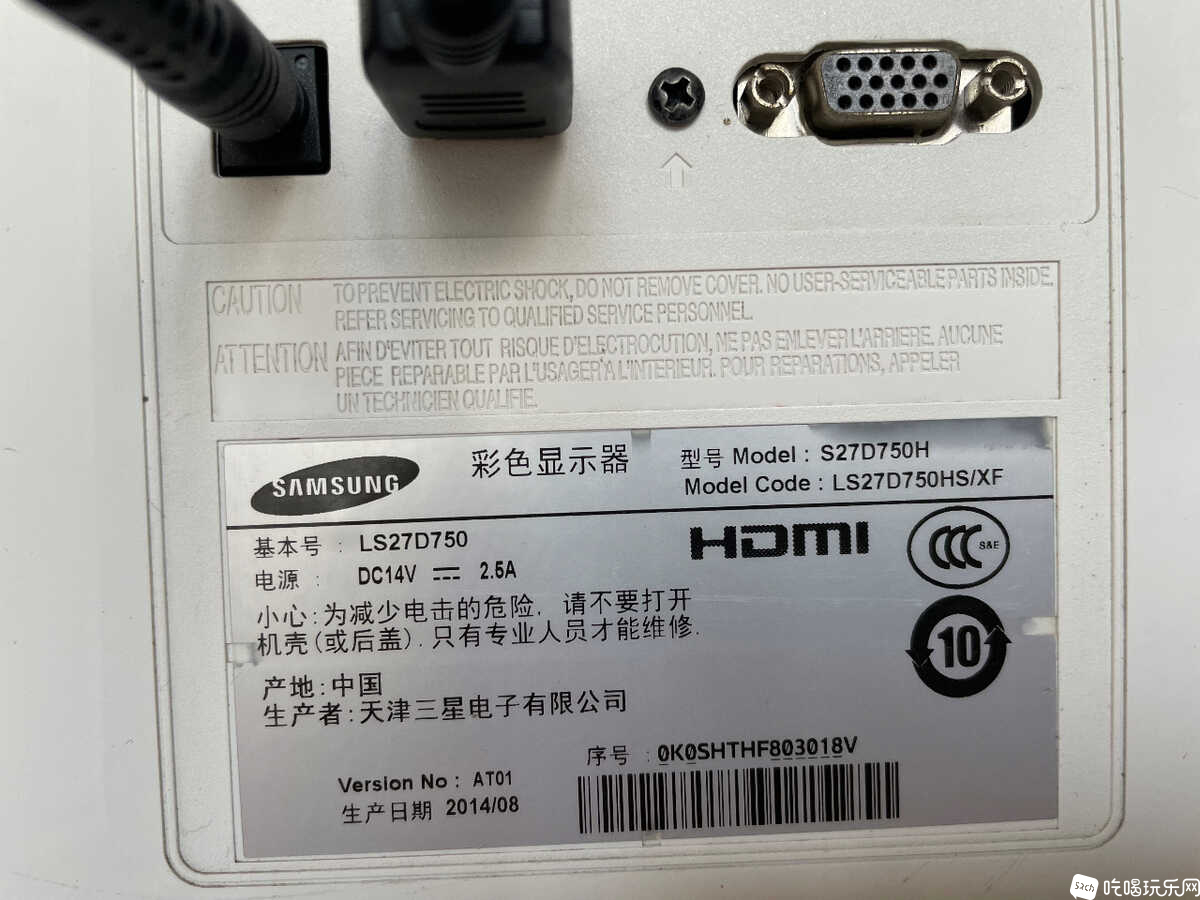 CAUTION TO PREVENT ELECTRIC SHOCK, DO NOT REMOVE COVER. NO USER-SERVICEABLE PARTS INSIDE.
REFER SERVICING TO QUALIFIED SERVICE PERSONNEL.
ATTENTION AFIN D'EVITER TOUT RISQUE D'ELECTROCUTION, NE PAS ENLEVER L'ARRIERE. AUCUNE
PIECE REPARABLE PAR L'USAGER A L'INTERIEUR. POUR REPARATIONS, APPELER
UN TECHNICIEN QUALIFIE.
SAMSUNG 彩色显示器 型号 Model : S27D750H
Model Code : LS27D750HS/XF
基本号 : LS27D750
HDMI
CCC S&E
电源 : DC14V 2.5A
小心:为减少电击的危险, 请不要打开
机壳(或后盖). 只有专业人员才能维修.
10
产地:中国
生产者:天津三星电子有限公司
序号 : 0K0SHTHF803018V
Version No : AT01
生产日期 2014/08
sach 吃喝玩乐网